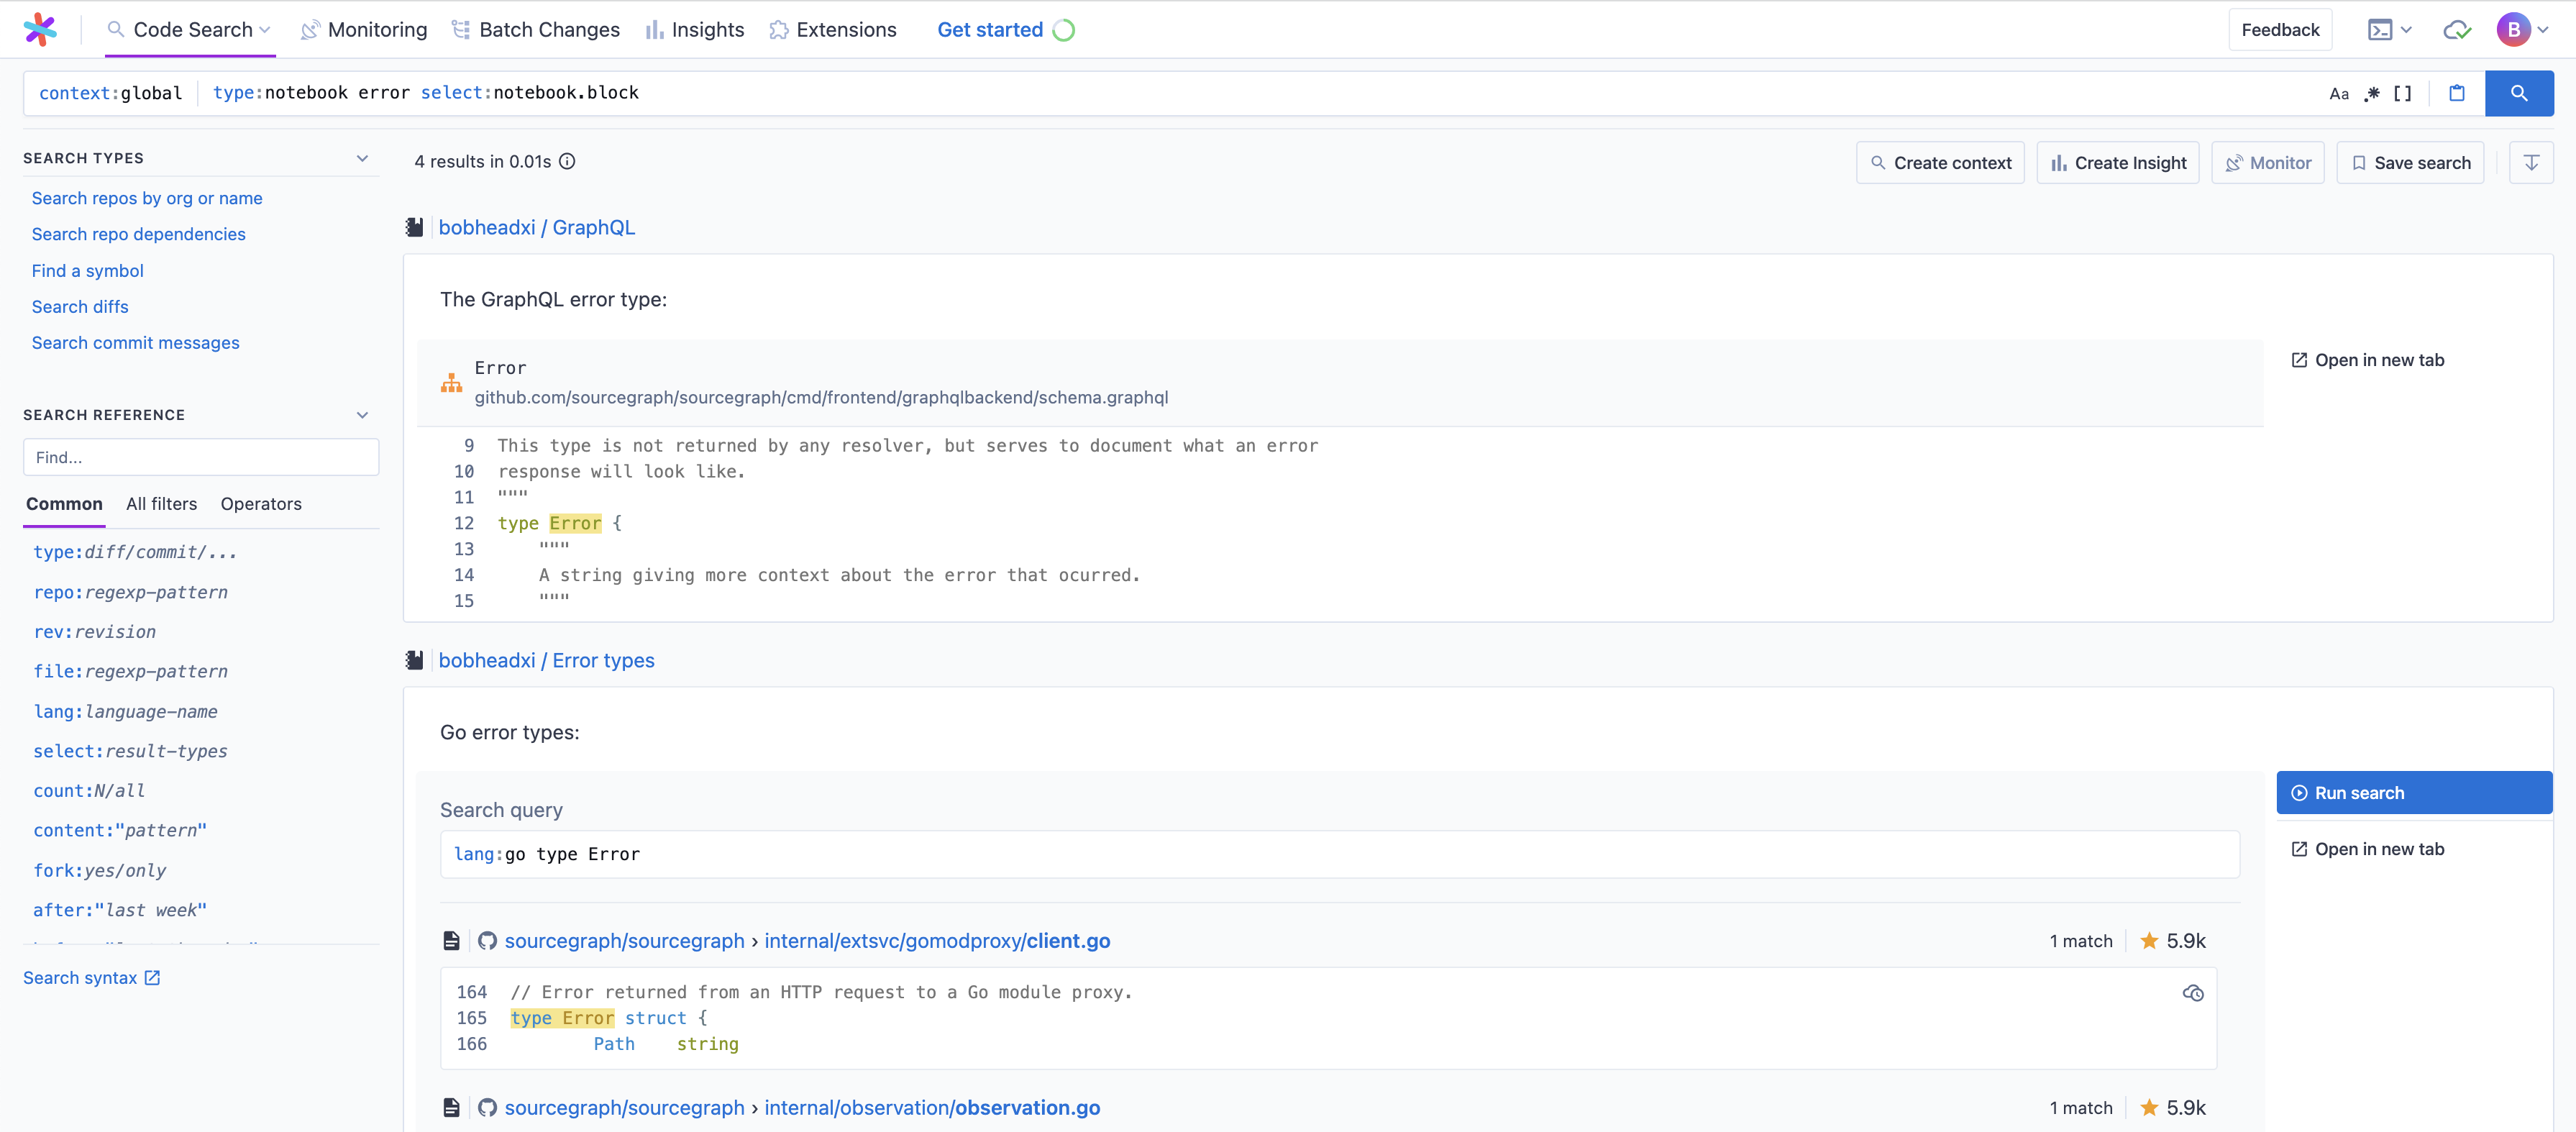 Code Search
Monitoring
Batch Changes
Insights
Extensions
Get started
Feedback
B
context:global
type:notebook error select:notebook.block
Aa .* []
SEARCH TYPES
Search repos by org or name
Search repo dependencies
Find a symbol
Search diffs
Search commit messages
SEARCH REFERENCE
Find...
Common All filters Operators
type:diff/commit/...
repo:regexp-pattern
rev:revision
file:regexp-pattern
lang:language-name
select:result-types
count:N/all
content:"pattern"
fork:yes/only
after:"last week"
Search syntax
4 results in 0.01s
Create context
Create Insight
Monitor
Save search
bobheadxi / GraphQL
The GraphQL error type:
Error
github.com/sourcegraph/sourcegraph/cmd/frontend/graphqlbackend/schema.graphql
Open in new tab
9 This type is not returned by any resolver, but serves to document what an error
10 response will look like.
11 """
12 type Error {
13 """
14 A string giving more context about the error that ocurred.
15 """
bobheadxi / Error types
Go error types:
Search query
lang:go type Error
Run search
Open in new tab
sourcegraph/sourcegraph › internal/extsvc/gomodproxy/client.go
1 match
5.9k
164 // Error returned from an HTTP request to a Go module proxy.
165 type Error struct {
166 Path string
sourcegraph/sourcegraph › internal/observation/observation.go
1 match
5.9k